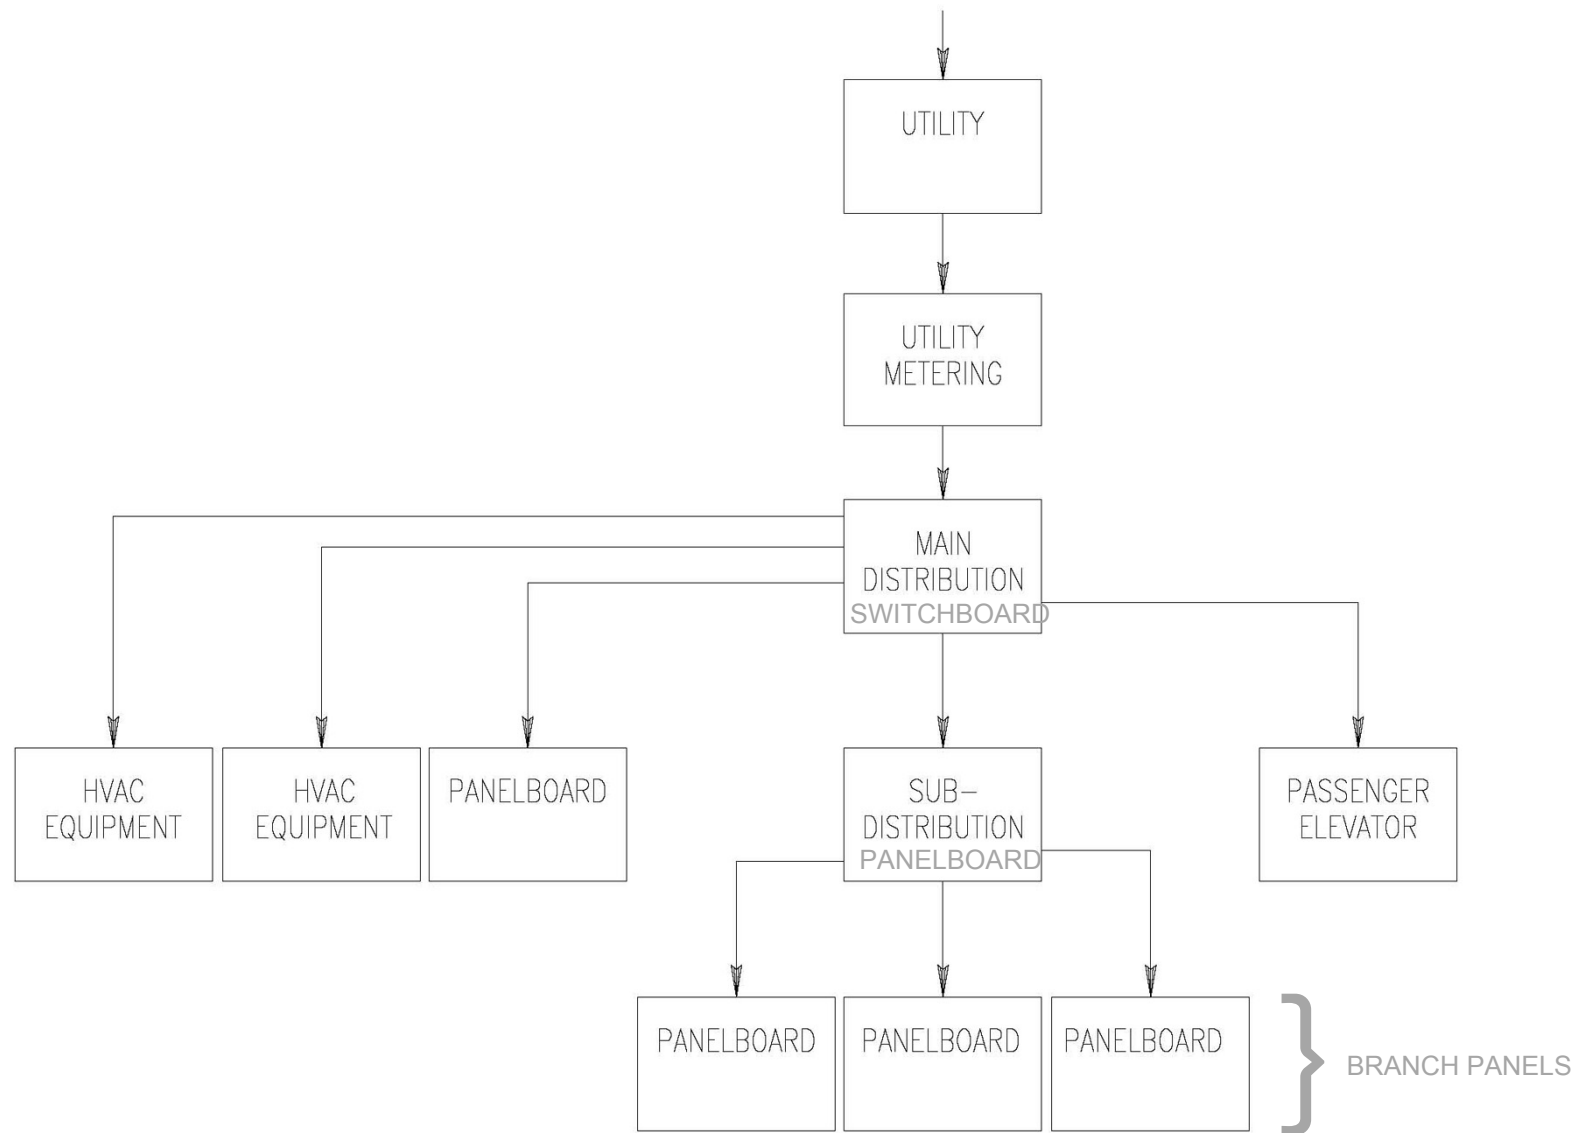 UTILITY
UTILITY
METERING
MAIN
DISTRIBUTION
SWITCHBOARD
HVAC
EQUIPMENT
HVAC
EQUIPMENT
PANELBOARD
SUB-
DISTRIBUTION
PANELBOARD
PASSENGER
ELEVATOR
PANELBOARD
PANELBOARD
PANELBOARD
BRANCH PANELS